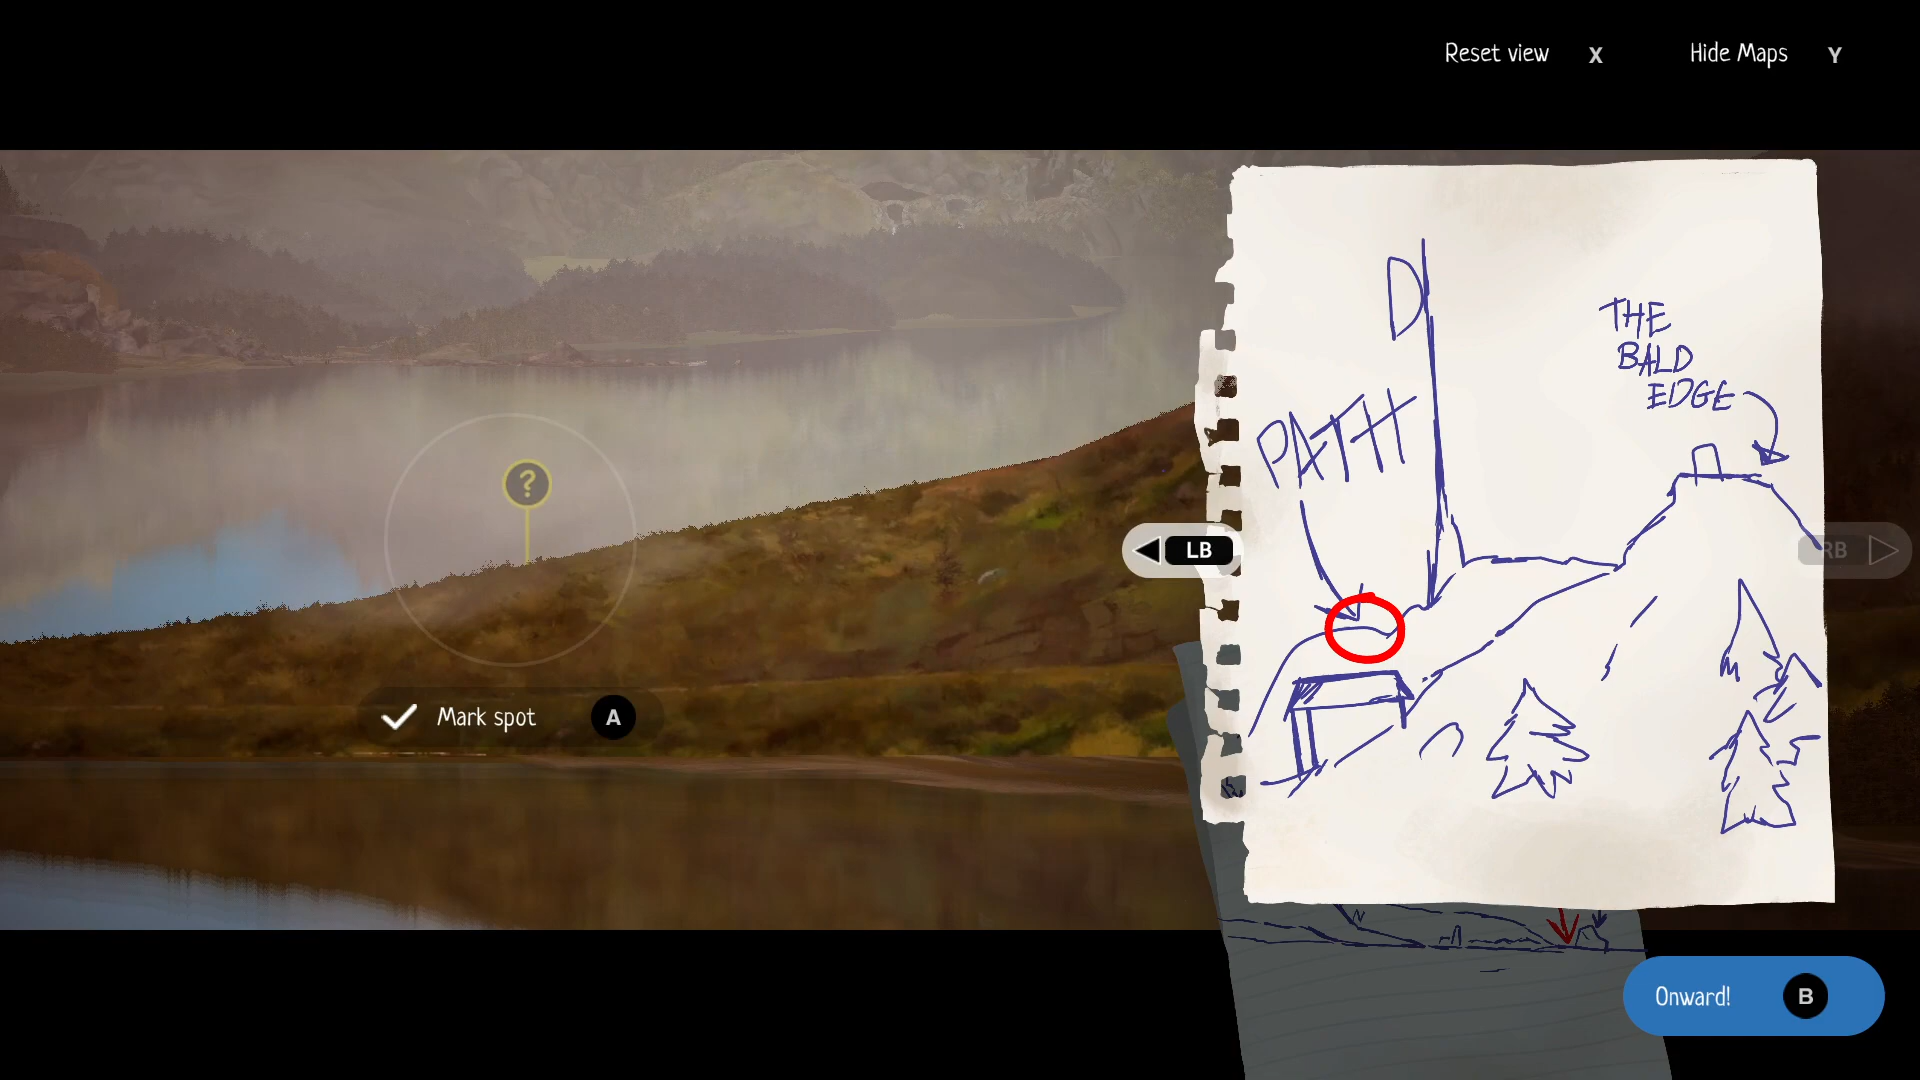 Reset view X
Hide Maps Y
D
THE
BALD
EDGE
PATH
?
LB
RB
Mark spot A
Onward! B